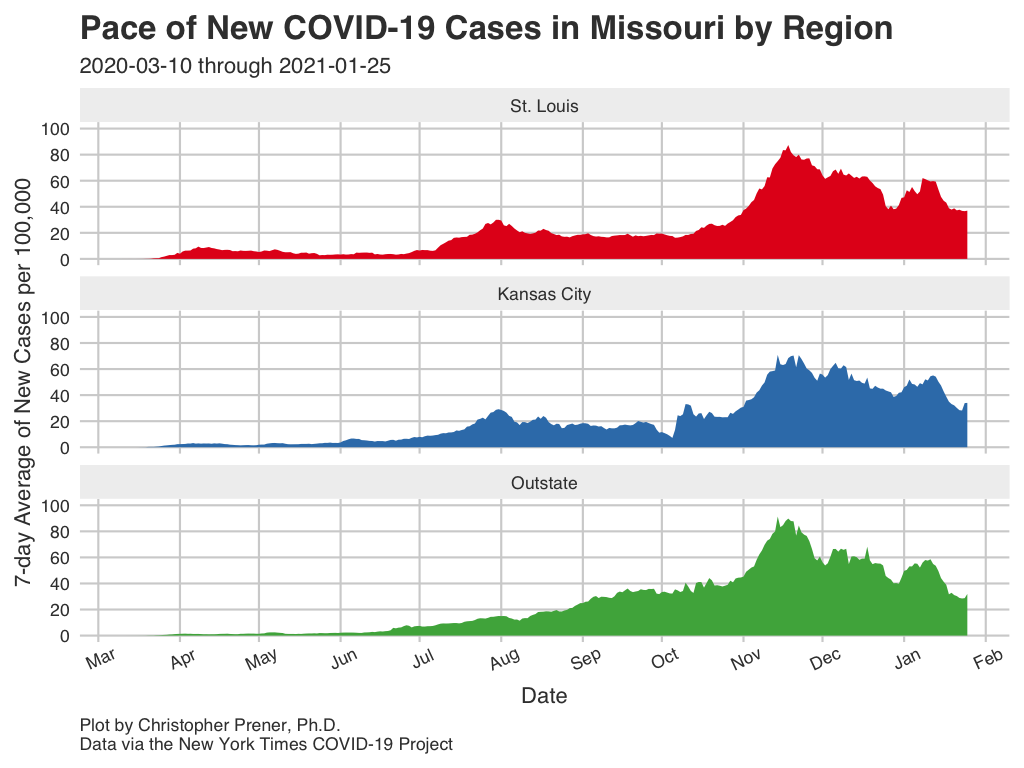 Pace of New COVID-19 Cases in Missouri by Region
2020-03-10 through 2021-01-25
7-day Average of New Cases per 100,000
St. Louis
100
80
60
40
20
0
Kansas City
100
80
60
40
20
0
Outstate
100
80
60
40
20
0
Mar Apr May Jun Jul Aug Sep Oct Nov Dec Jan Feb
Date
Plot by Christopher Prener, Ph.D.
Data via the New York Times COVID-19 Project